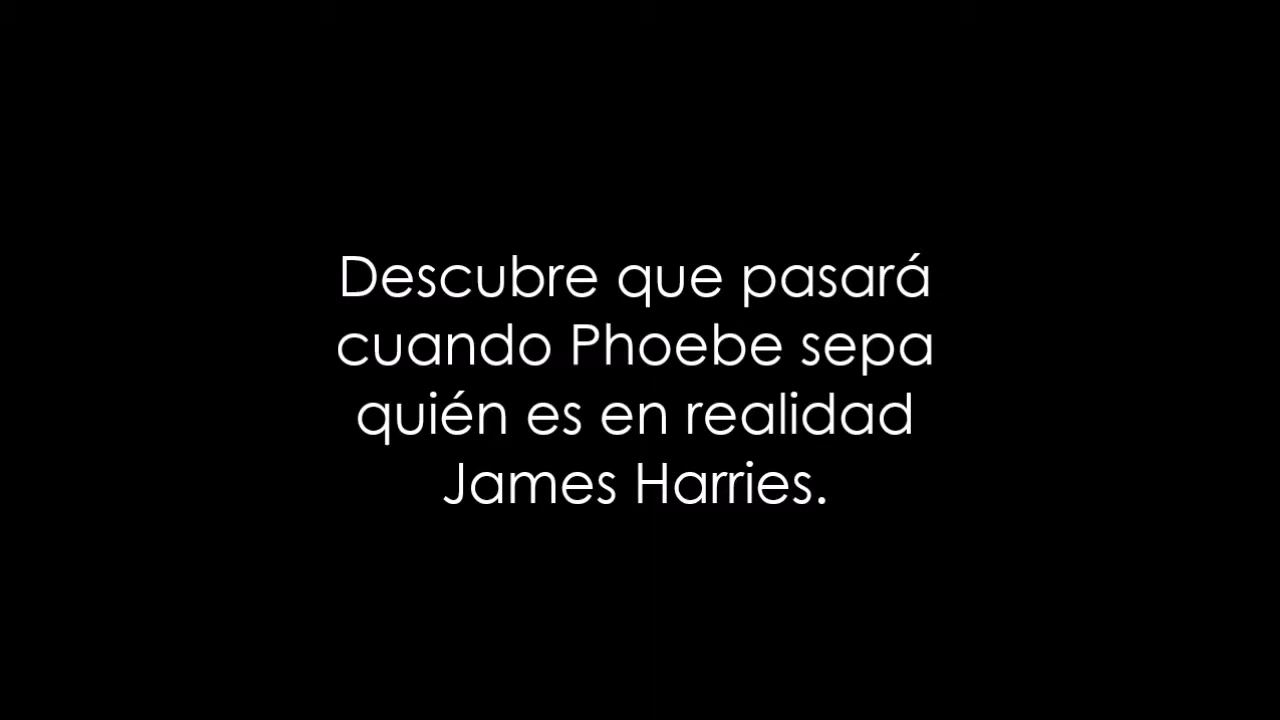 Descubre que pasará
cuando Phoebe sepa
quién es en realidad
James Harries.